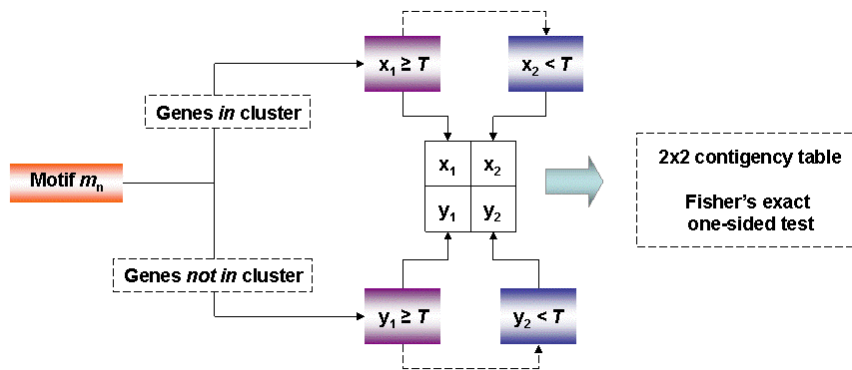 x₁ ≥ T
x₂ < T
Genes in cluster
x₁ x₂
2x2 contigency table
Motif mₙ
y₁ y₂
Fisher's exact
one-sided test
Genes not in cluster
y₁ ≥ T
y₂ < T